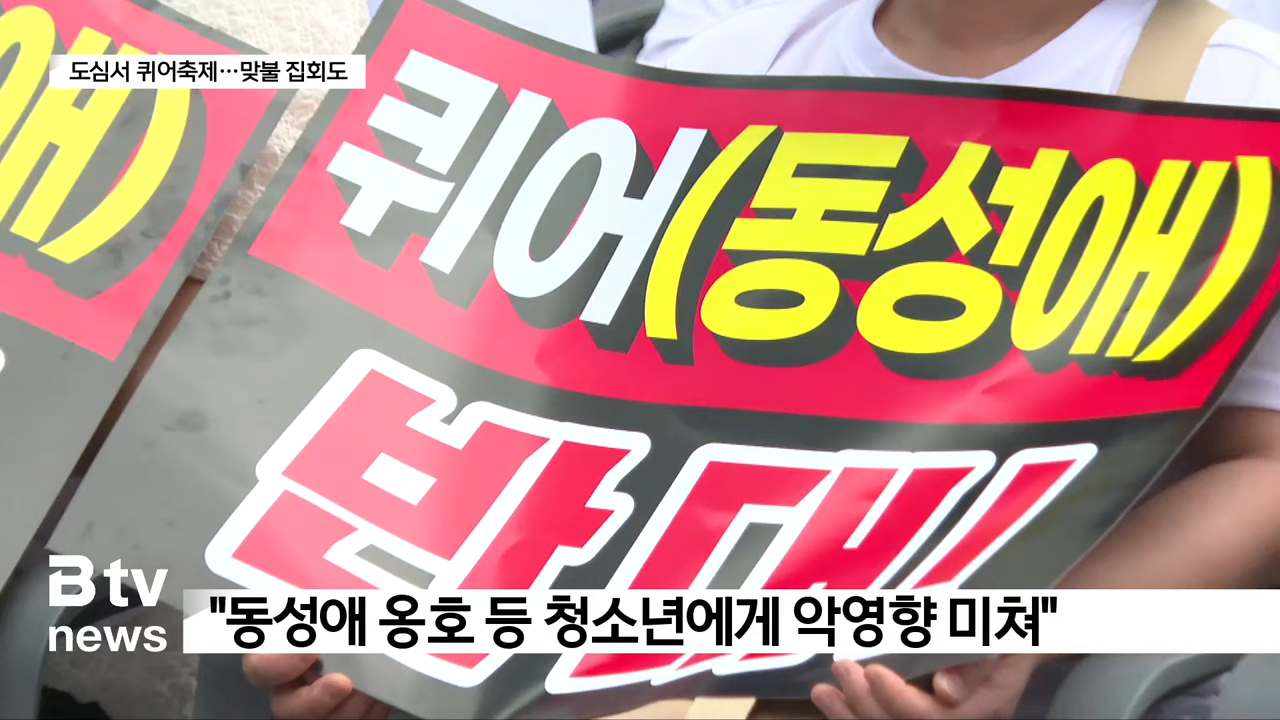 도심서 퀴어축제…맞불 집회도
애)
퀴어(동성애)
반대
B tv
news
"동성애 옹호 등 청소년에게 악영향 미쳐"